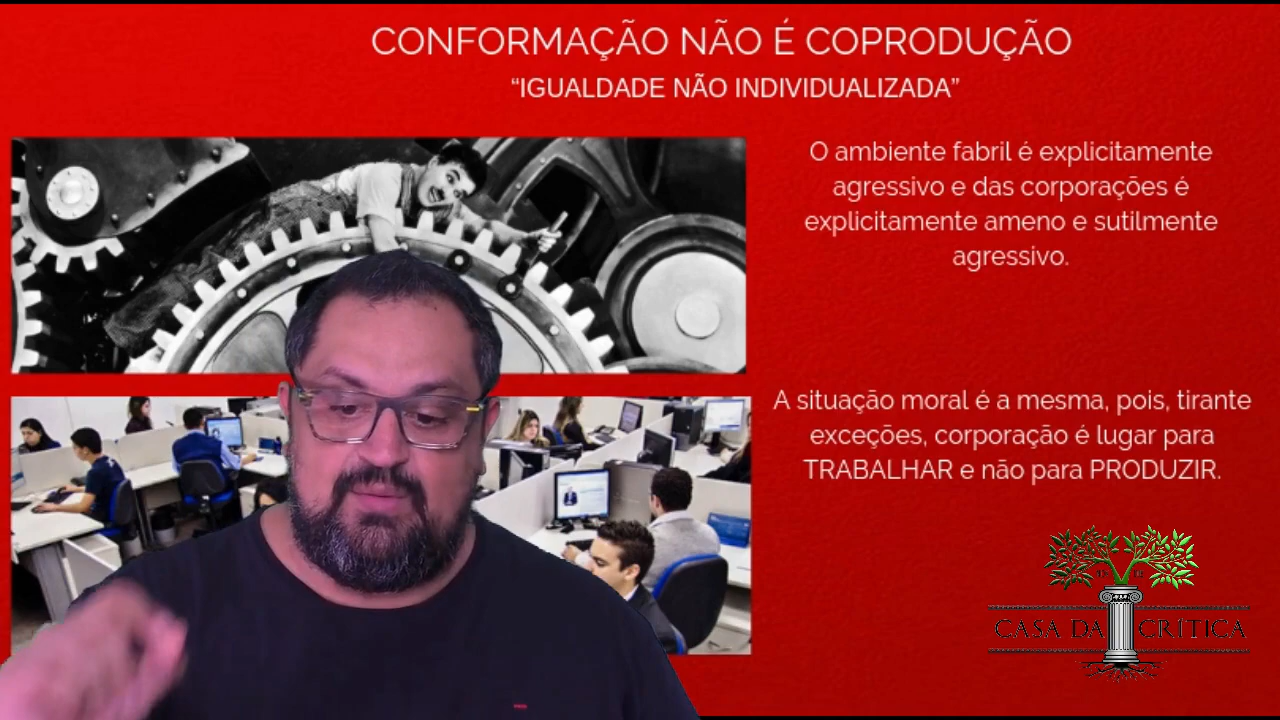 CONFORMAÇÃO NÃO É COPRODUÇÃO
“IGUALDADE NÃO INDIVIDUALIZADA”
O ambiente fabril é explicitamente
agressivo e das corporações é
explicitamente ameno e sutilmente
agressivo.
A situação moral é a mesma, pois, tirante
exceções, corporação é lugar para
TRABALHAR e não para PRODUZIR.
CASA DA CRÍTICA